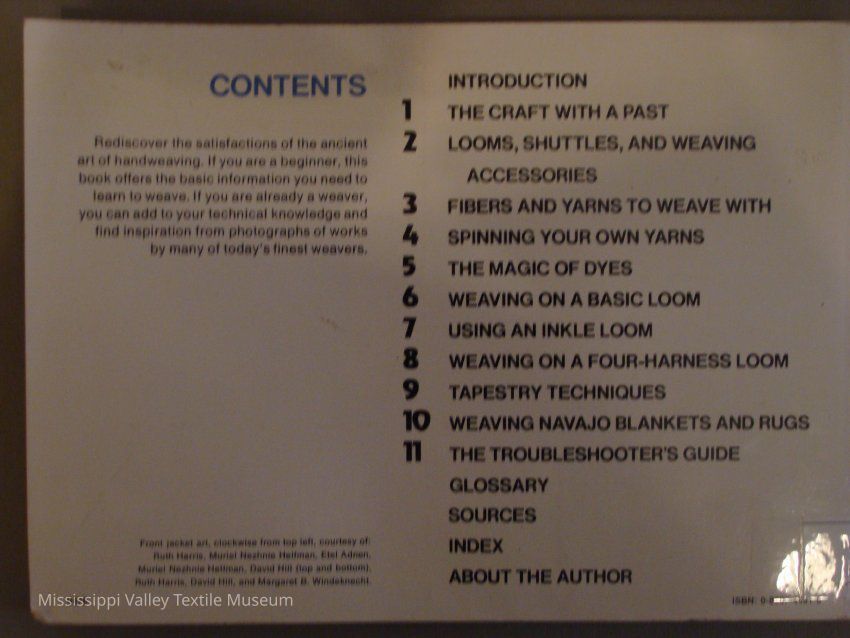 CONTENTS
Rediscover the satisfactions of the ancient
art of handweaving. If you are a beginner, this
book offers the basic information you need to
learn to weave. If you are already a weaver,
you can add to your technical knowledge and
find inspiration from photographs of works
by many of today's finest weavers.
Front jacket art, clockwise from top left, courtesy of:
Ruth Harris, Muriel Nezhnie Helfman, Etel Adnan,
Muriel Nezhnie Helfman, David Hill (top and bottom),
Ruth Harris, David Hill, and Margaret B. Windeknecht.
INTRODUCTION
1 THE CRAFT WITH A PAST
2 LOOMS, SHUTTLES, AND WEAVING
ACCESSORIES
3 FIBERS AND YARNS TO WEAVE WITH
4 SPINNING YOUR OWN YARNS
5 THE MAGIC OF DYES
6 WEAVING ON A BASIC LOOM
7 USING AN INKLE LOOM
8 WEAVING ON A FOUR-HARNESS LOOM
9 TAPESTRY TECHNIQUES
10 WEAVING NAVAJO BLANKETS AND RUGS
11 THE TROUBLESHOOTER'S GUIDE
GLOSSARY
SOURCES
INDEX
ABOUT THE AUTHOR
ISBN:
Mississippi Valley Textile Museum